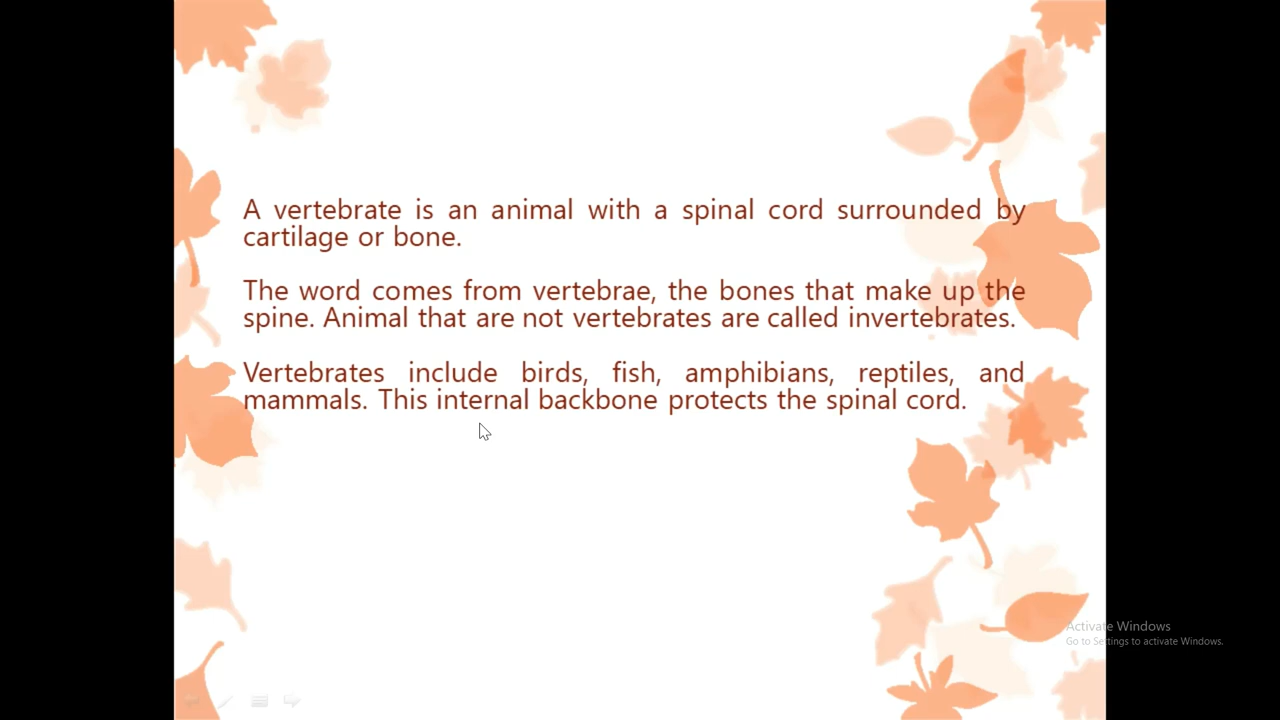 A vertebrate is an animal with a spinal cord surrounded by
cartilage or bone.
The word comes from vertebrae, the bones that make up the
spine. Animal that are not vertebrates are called invertebrates.
Vertebrates include birds, fish, amphibians, reptiles, and
mammals. This internal backbone protects the spinal cord.
Activate Windows
Go to Settings to activate Windows.